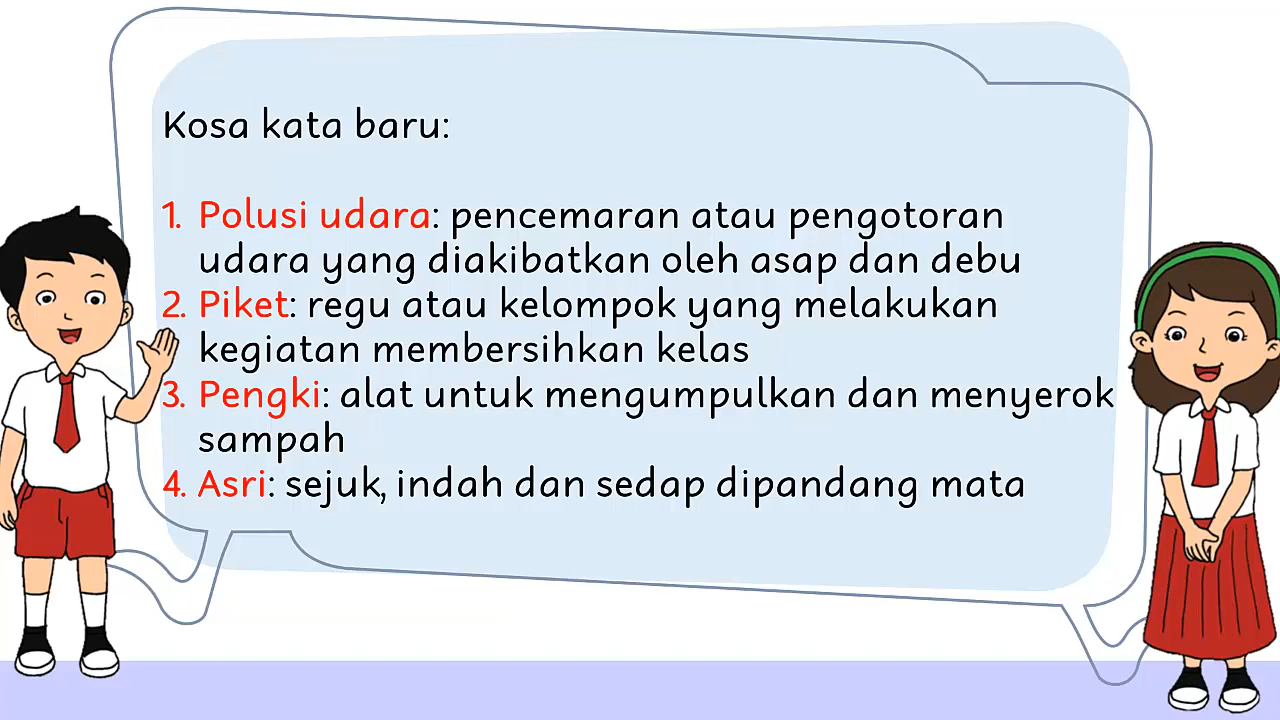 Kosa kata baru:
1. Polusi udara: pencemaran atau pengotoran
udara yang diakibatkan oleh asap dan debu
2. Piket: regu atau kelompok yang melakukan
kegiatan membersihkan kelas
3. Pengki: alat untuk mengumpulkan dan menyerok
sampah
4. Asri: sejuk, indah dan sedap dipandang mata